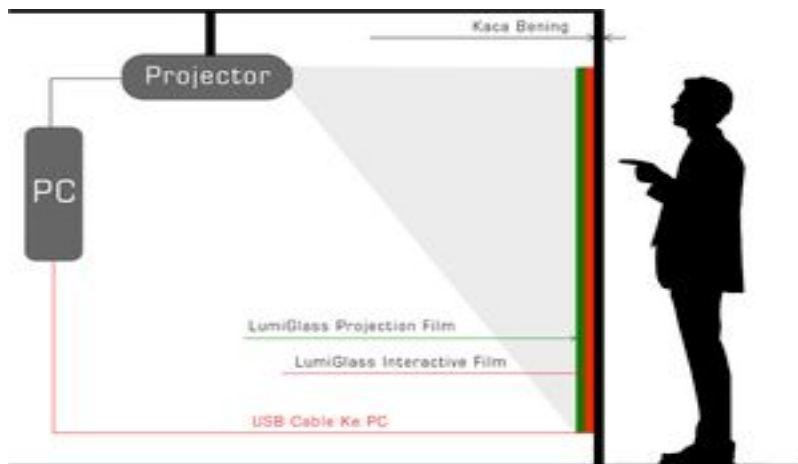 Kaca Bening
Projector
PC
LumiGlass Projection Film
LumiGlass Interactive Film
USB Cable Ke PC